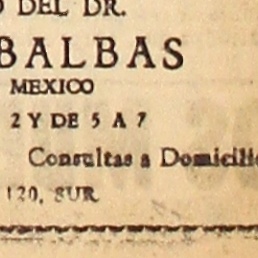 DEL DR.
BALBAS
MEXICO
2 Y DE 5 A 7
Consultas a Domicilio
120, SUR